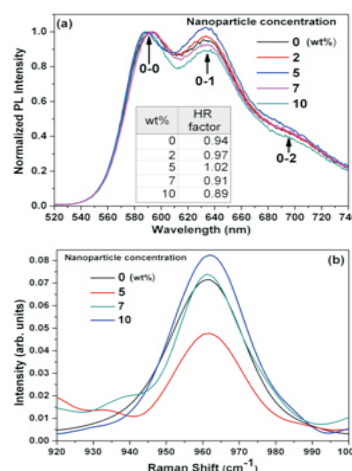 (a)
Nanoparticle concentration
0 (wt%)
2
5
7
10
0-0
0-1
0-2
wt% HR factor
0 0.94
2 0.97
5 1.02
7 0.91
10 0.89
Normalized PL Intensity
1.0
0.8
0.6
0.4
0.2
0.0
520 540 560 580 600 620 640 660 680 700 720 740
Wavelength (nm)
(b)
Nanoparticle concentration
0 (wt%)
5
7
10
Intensity (arb. units)
0.08
0.07
0.06
0.05
0.04
0.03
0.02
0.01
0.00
920 930 940 950 960 970 980 990 100
Raman Shift (cm-1)